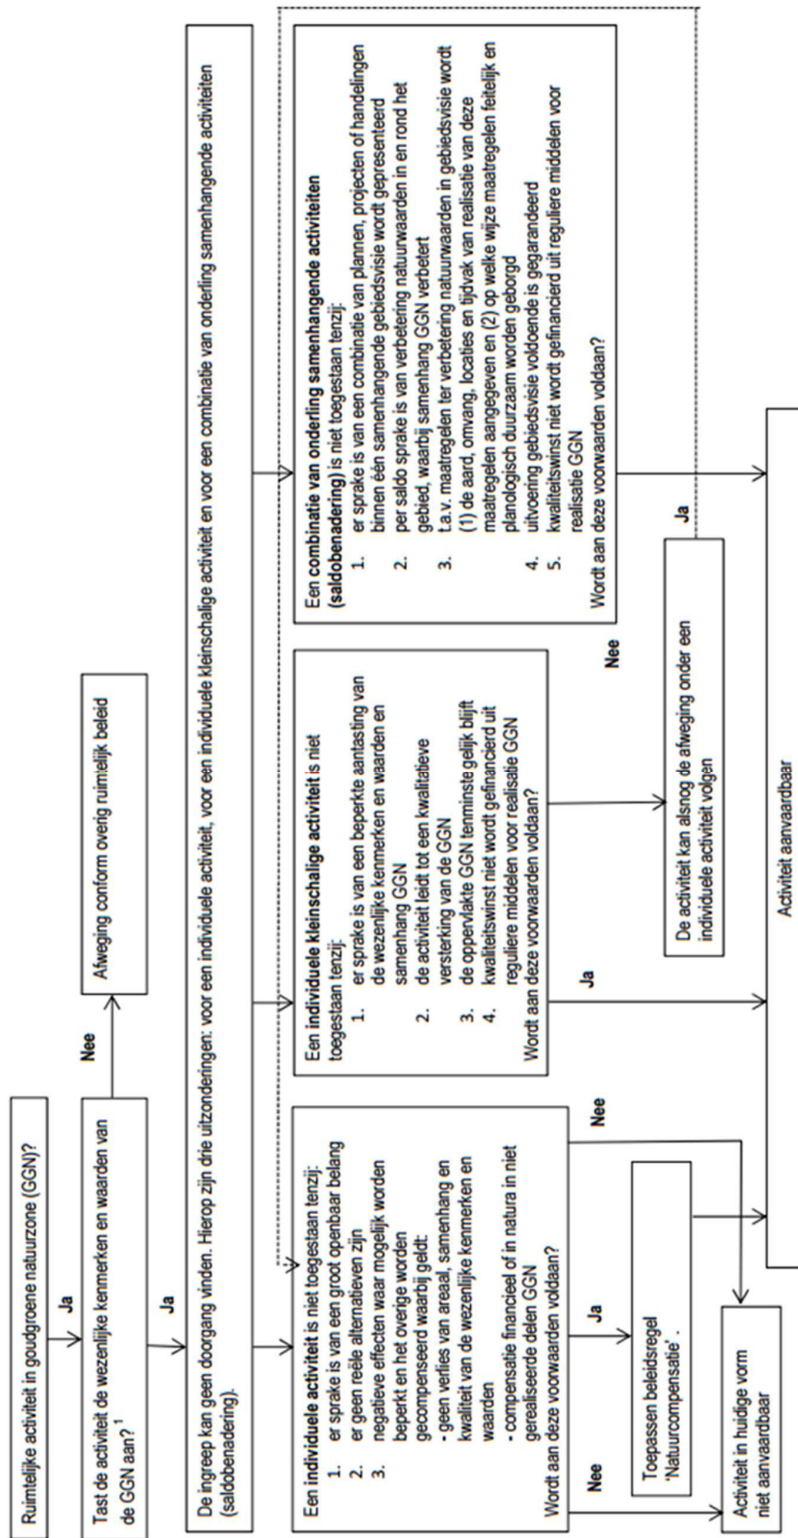 Ruimtelijke activiteit in goudgroene natuurzone (GGN)?
Ja
Tast de activiteit de wezenlijke kenmerken en waarden van
de GGN aan? 1
Nee
Afweging conform overig ruimtelijk beleid
Ja
De ingreep kan geen doorgang vinden. Hierop zijn drie uitzonderingen: voor een individuele activiteit, voor een individuele kleinschalige activiteit en voor een combinatie van onderling samenhangende activiteiten
(saldobenadering).
Een individuele activiteit is niet toegestaan tenzij:
1. er sprake is van een groot openbaar belang
2. er geen reële alternatieven zijn
3. negatieve effecten waar mogelijk worden
beperkt en het overige worden
gecompenseerd waarbij geldt:
- geen verlies van areaal, samenhang en
kwaliteit van de wezenlijke kenmerken en
waarden
- compensatie financieel of in natura in niet
gerealiseerde delen GGN
Wordt aan deze voorwaarden voldaan?
Een individuele kleinschalige activiteit is niet
toegestaan tenzij:
1. er sprake is van een beperkte aantasting van
de wezenlijke kenmerken en waarden en
samenhang GGN
2. de activiteit leidt tot een kwalitatieve
versterking van de GGN
3. de oppervlakte GGN tenminste gelijk blijft
4. kwaliteitswinst niet wordt gefinancierd uit
reguliere middelen voor realisatie GGN
Wordt aan deze voorwaarden voldaan?
Een combinatie van onderling samenhangende activiteiten
(saldobenadering) is niet toegestaan tenzij:
1. er sprake is van een combinatie van plannen, projecten of handelingen
binnen één samenhangende gebiedsvisie wordt gepresenteerd
2. per saldo sprake is van verbetering natuurwaarden in en rond het
gebied, waarbij samenhang GGN verbetert
3. t.a.v. maatregelen ter verbetering natuurwaarden in gebiedsvisie wordt
(1) de aard, omvang, locaties en tijdvak van realisatie van deze
maatregelen aangegeven en (2) op welke wijze maatregelen feitelijk en
planologisch duurzaam worden geborgd
4. uitvoering gebiedsvisie voldoende is gegarandeerd
5. kwaliteitswinst niet wordt gefinancierd uit reguliere middelen voor
realisatie GGN
Wordt aan deze voorwaarden voldaan?
Nee
Ja
Nee
Ja
Nee
Ja
Toepassen beleidsregel
'Natuurcompensatie' .
De activiteit kan alsnog de afweging onder een
individuele activiteit volgen
Activiteit in huidige vorm
niet aanvaardbaar
Activiteit aanvaardbaar